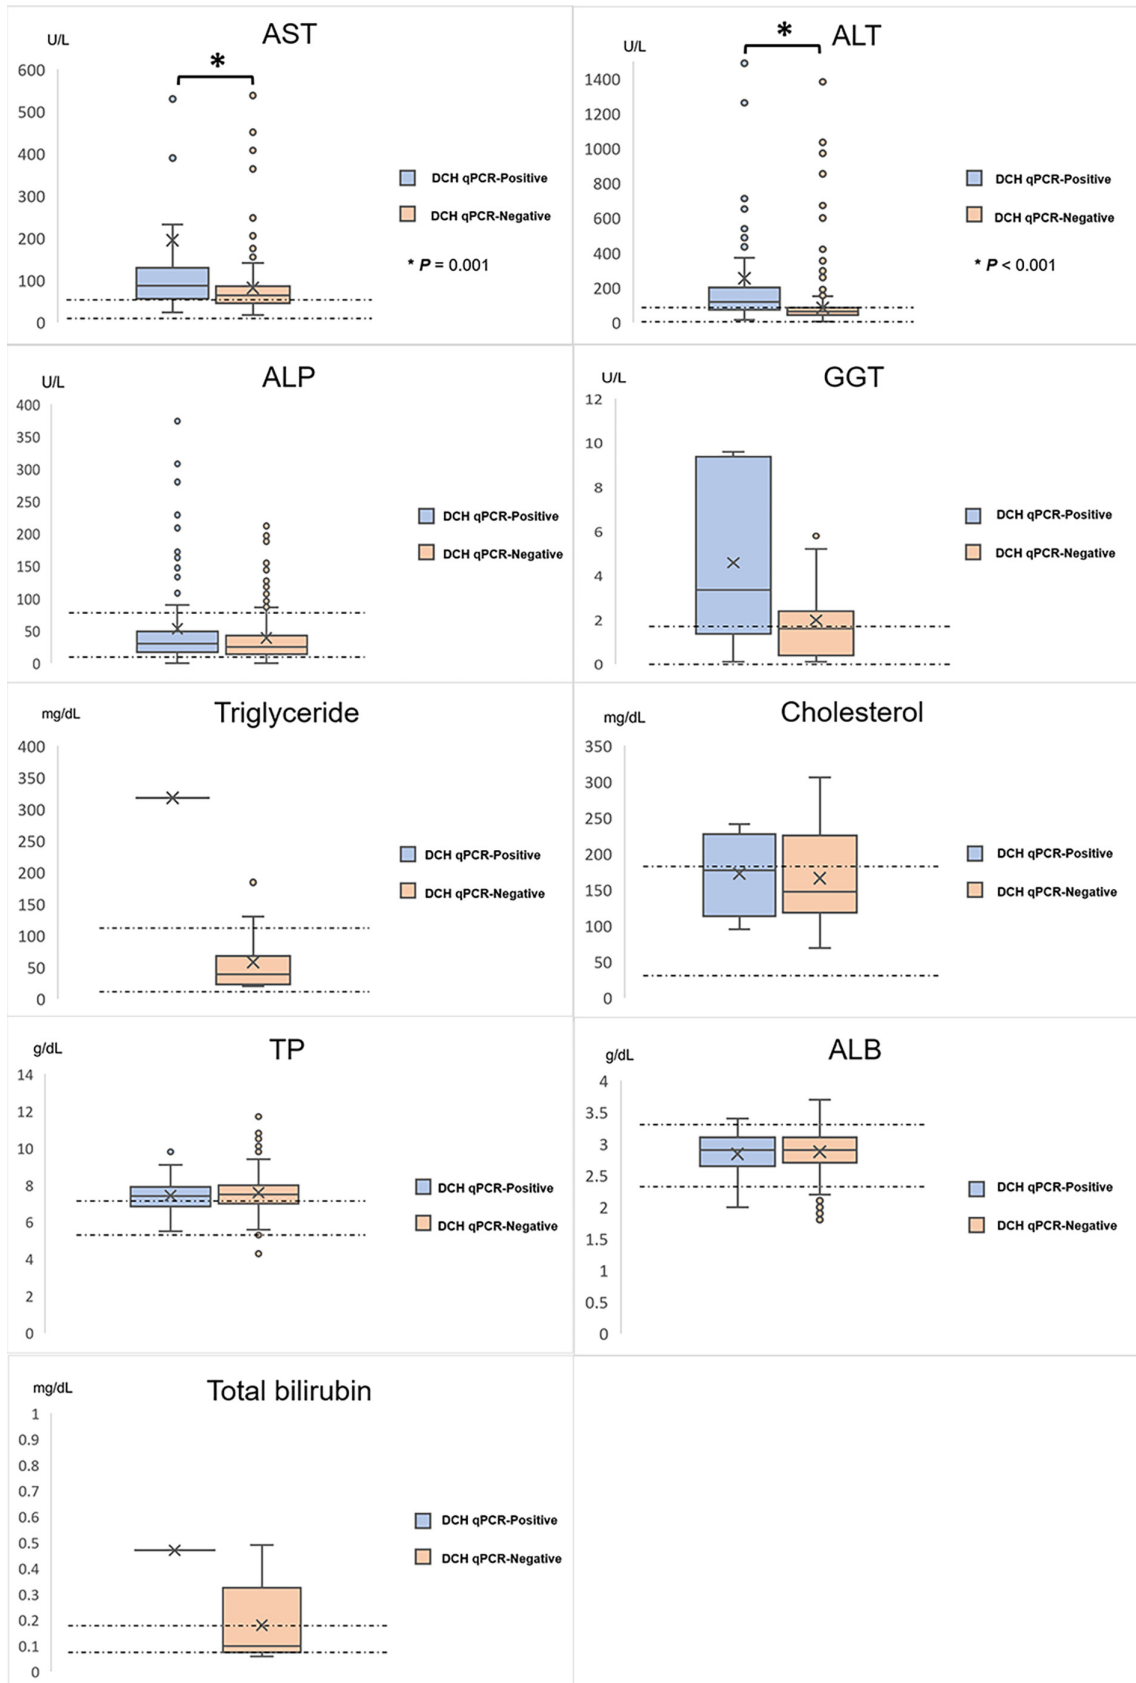 AST
U/L
*
600
500
400
300
200
100
0
DCH qPCR-Positive
DCH qPCR-Negative
* P = 0.001
ALT
U/L
*
1400
1200
1000
800
600
400
200
0
DCH qPCR-Positive
DCH qPCR-Negative
* P < 0.001
ALP
U/L
400
350
300
250
200
150
100
50
0
DCH qPCR-Positive
DCH qPCR-Negative
GGT
U/L
12
10
8
6
4
2
0
DCH qPCR-Positive
DCH qPCR-Negative
Triglyceride
mg/dL
400
350
300
250
200
150
100
50
0
DCH qPCR-Positive
DCH qPCR-Negative
Cholesterol
mg/dL
350
300
250
200
150
100
50
0
DCH qPCR-Positive
DCH qPCR-Negative
TP
g/dL
14
12
10
8
6
4
2
0
DCH qPCR-Positive
DCH qPCR-Negative
ALB
g/dL
4
3.5
3
2.5
2
1.5
1
0.5
0
DCH qPCR-Positive
DCH qPCR-Negative
Total bilirubin
mg/dL
1
0.9
0.8
0.7
0.6
0.5
0.4
0.3
0.2
0.1
0
DCH qPCR-Positive
DCH qPCR-Negative